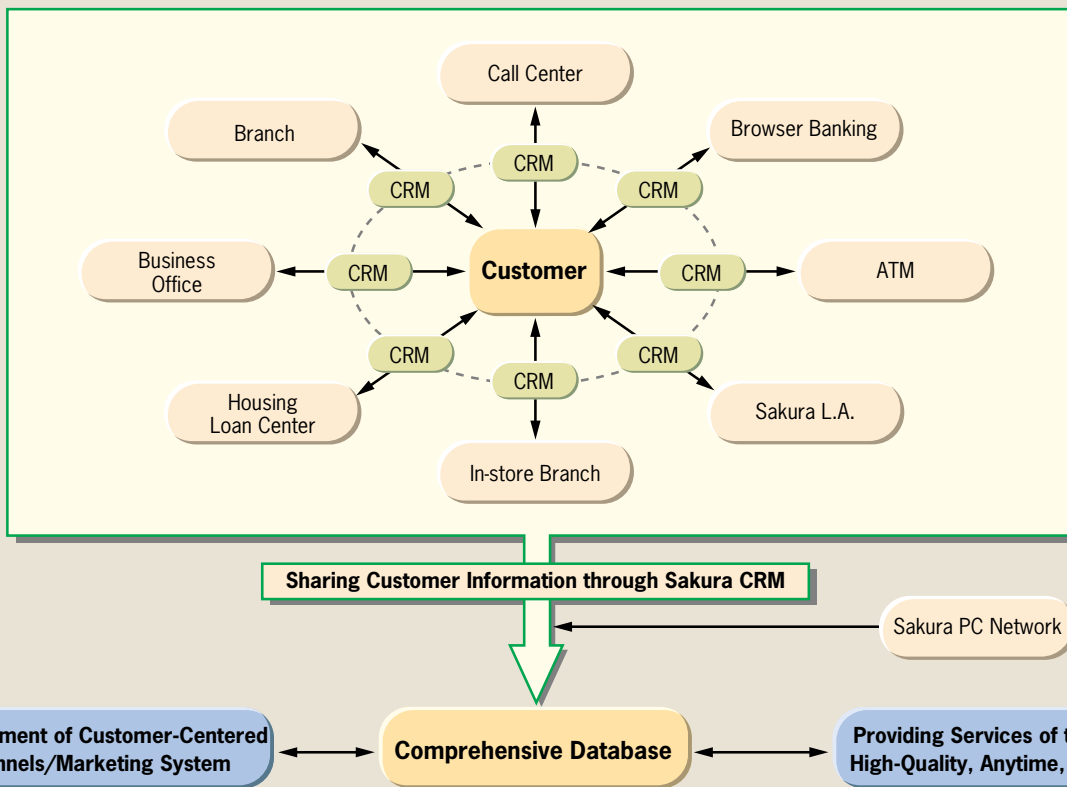 Call Center
Branch
Browser Banking
CRM
CRM
CRM
Business
Office
CRM
Customer
CRM
ATM
CRM
CRM
CRM
Housing
Loan Center
Sakura L.A.
In-store Branch
Sharing Customer Information through Sakura CRM
Sakura PC Network
of Customer-Centered
Marketing System
Comprehensive Database
Providing Services of
High-Quality, Anytime,